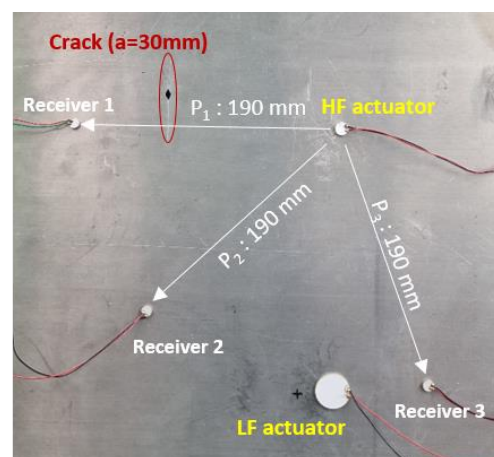 Crack (a=30mm)
Receiver 1
P₁ : 190 mm
HF actuator
P₂ : 190 mm
P₃ : 190 mm
Receiver 2
Receiver 3
LF actuator